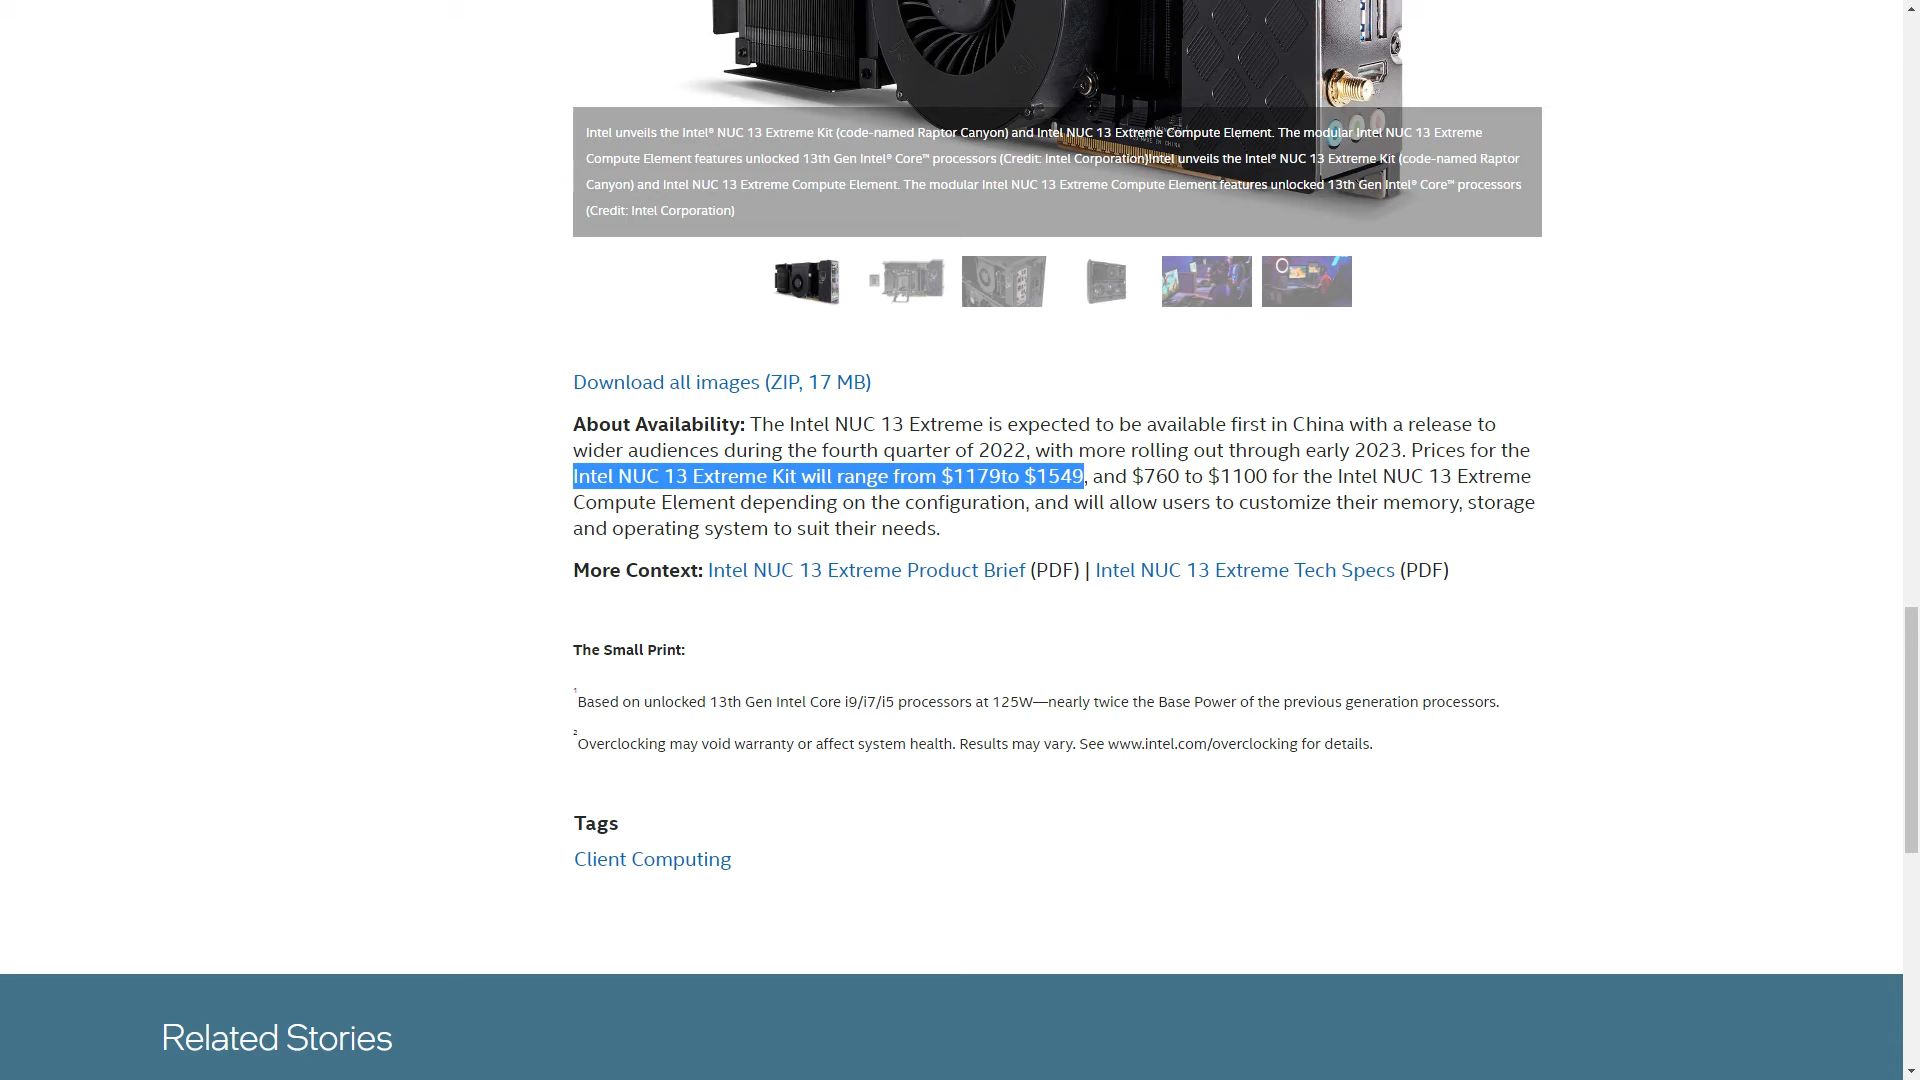 Intel unveils the Intel® NUC 13 Extreme Kit (code-named Raptor Canyon) and Intel NUC 13 Extreme Compute Element. The modular Intel NUC 13 Extreme
Compute Element features unlocked 13th Gen Intel® Core™ processors (Credit: Intel Corporation)Intel unveils the Intel® NUC 13 Extreme Kit (code-named Raptor
Canyon) and Intel NUC 13 Extreme Compute Element. The modular Intel NUC 13 Extreme Compute Element features unlocked 13th Gen Intel® Core™ processors
(Credit: Intel Corporation)
Download all images (ZIP, 17 MB)
About Availability: The Intel NUC 13 Extreme is expected to be available first in China with a release to
wider audiences during the fourth quarter of 2022, with more rolling out through early 2023. Prices for the
Intel NUC 13 Extreme Kit will range from $1179to $1549, and $760 to $1100 for the Intel NUC 13 Extreme
Compute Element depending on the configuration, and will allow users to customize their memory, storage
and operating system to suit their needs.
More Context: Intel NUC 13 Extreme Product Brief (PDF) | Intel NUC 13 Extreme Tech Specs (PDF)
The Small Print:
¹Based on unlocked 13th Gen Intel Core i9/i7/i5 processors at 125W—nearly twice the Base Power of the previous generation processors.
²Overclocking may void warranty or affect system health. Results may vary. See www.intel.com/overclocking for details.
Tags
Client Computing
Related Stories